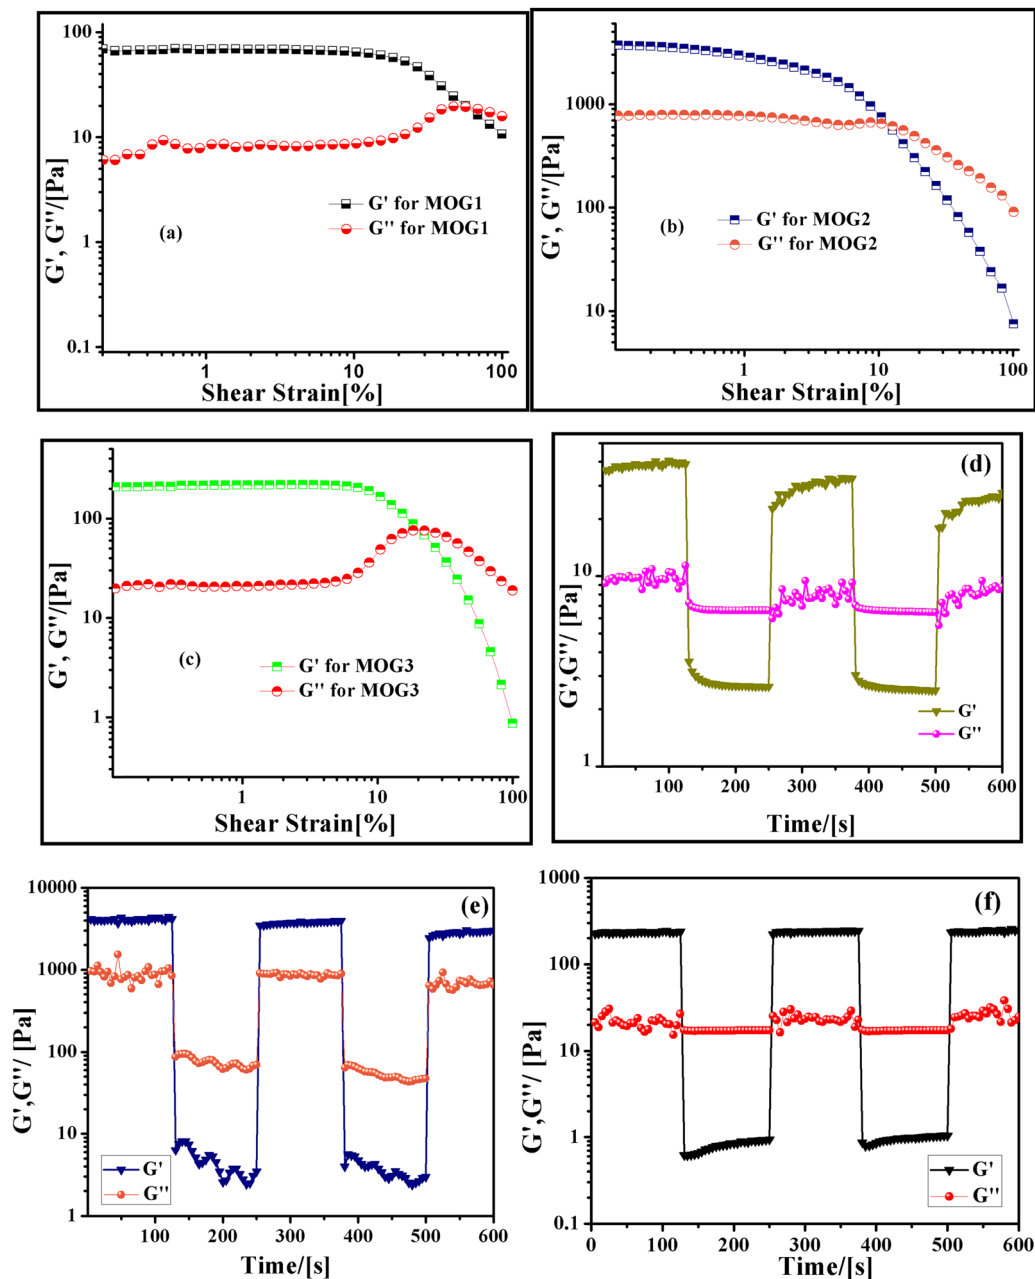 100
10
1
0.1
G', G''/[Pa]
G' for MOG1
G'' for MOG1
(a)
1
10
100
Shear Strain[%]
1000
100
10
G', G''/[Pa]
G' for MOG2
G'' for MOG2
(b)
1
10
100
Shear Strain[%]
100
10
1
G', G''/[Pa]
G' for MOG3
G'' for MOG3
(c)
1
10
100
Shear Strain[%]
(d)
10
1
G',G''/ [Pa]
G'
G''
100
200
300
400
500
600
Time/[s]
(e)
10000
1000
100
10
1
G',G''/ [Pa]
G'
G''
100
200
300
400
500
600
Time/[s]
(f)
1000
100
10
1
0.1
G',G''/ [Pa]
G'
G''
0
100
200
300
400
500
600
Time/[s]